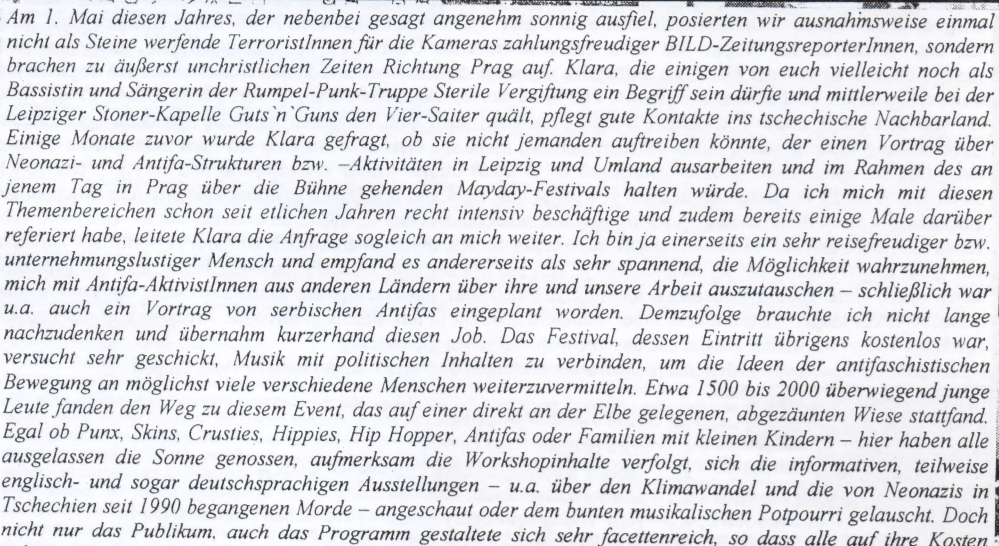 Am 1. Mai diesen Jahres, der nebenbei gesagt angenehm sonnig ausfiel, posierten wir ausnahmsweise einmal
nicht als Steine werfende TerroristInnen für die Kameras zahlungsfreudiger BILD-ZeitungsreporterInnen, sondern
brachen zu äußerst unchristlichen Zeiten Richtung Prag auf. Klara, die einigen von euch vielleicht noch als
Bassistin und Sängerin der Rumpel-Punk-Truppe Sterile Vergiftung ein Begriff sein dürfte und mittlerweile bei der
Leipziger Stoner-Kapelle Guts`n`Guns den Vier-Saiter quält, pflegt gute Kontakte ins tschechische Nachbarland.
Einige Monate zuvor wurde Klara gefragt, ob sie nicht jemanden auftreiben könnte, der einen Vortrag über
Neonazi- und Antifa-Strukturen bzw. –Aktivitäten in Leipzig und Umland ausarbeiten und im Rahmen des an
jenem Tag in Prag über die Bühne gehenden Mayday-Festivals halten würde. Da ich mich mit diesen
Themenbereichen schon seit etlichen Jahren recht intensiv beschäftige und zudem bereits einige Male darüber
referiert habe, leitete Klara die Anfrage sogleich an mich weiter. Ich bin ja einerseits ein sehr reisefreudiger bzw.
unternehmungslustiger Mensch und empfand es andererseits als sehr spannend, die Möglichkeit wahrzunehmen,
mich mit Antifa-AktivistInnen aus anderen Ländern über ihre und unsere Arbeit auszutauschen – schließlich war
u.a. auch ein Vortrag von serbischen Antifas eingeplant worden. Demzufolge brauchte ich nicht lange
nachzudenken und übernahm kurzerhand diesen Job. Das Festival, dessen Eintritt übrigens kostenlos war,
versucht sehr geschickt, Musik mit politischen Inhalten zu verbinden, um die Ideen der antifaschistischen
Bewegung an möglichst viele verschiedene Menschen weiterzuvermitteln. Etwa 1500 bis 2000 überwiegend junge
Leute fanden den Weg zu diesem Event, das auf einer direkt an der Elbe gelegenen, abgezäunten Wiese stattfand.
Egal ob Punx, Skins, Crusties, Hippies, Hip Hopper, Antifas oder Familien mit kleinen Kindern – hier haben alle
ausgelassen die Sonne genossen, aufmerksam die Workshopinhalte verfolgt, sich die informativen, teilweise
englisch- und sogar deutschsprachigen Ausstellungen – u.a. über den Klimawandel und die von Neonazis in
Tschechien seit 1990 begangenen Morde – angeschaut oder dem bunten musikalischen Potpourri gelauscht. Doch
nicht nur das Publikum, auch das Programm gestaltete sich sehr facettenreich, so dass alle auf ihre Kosten